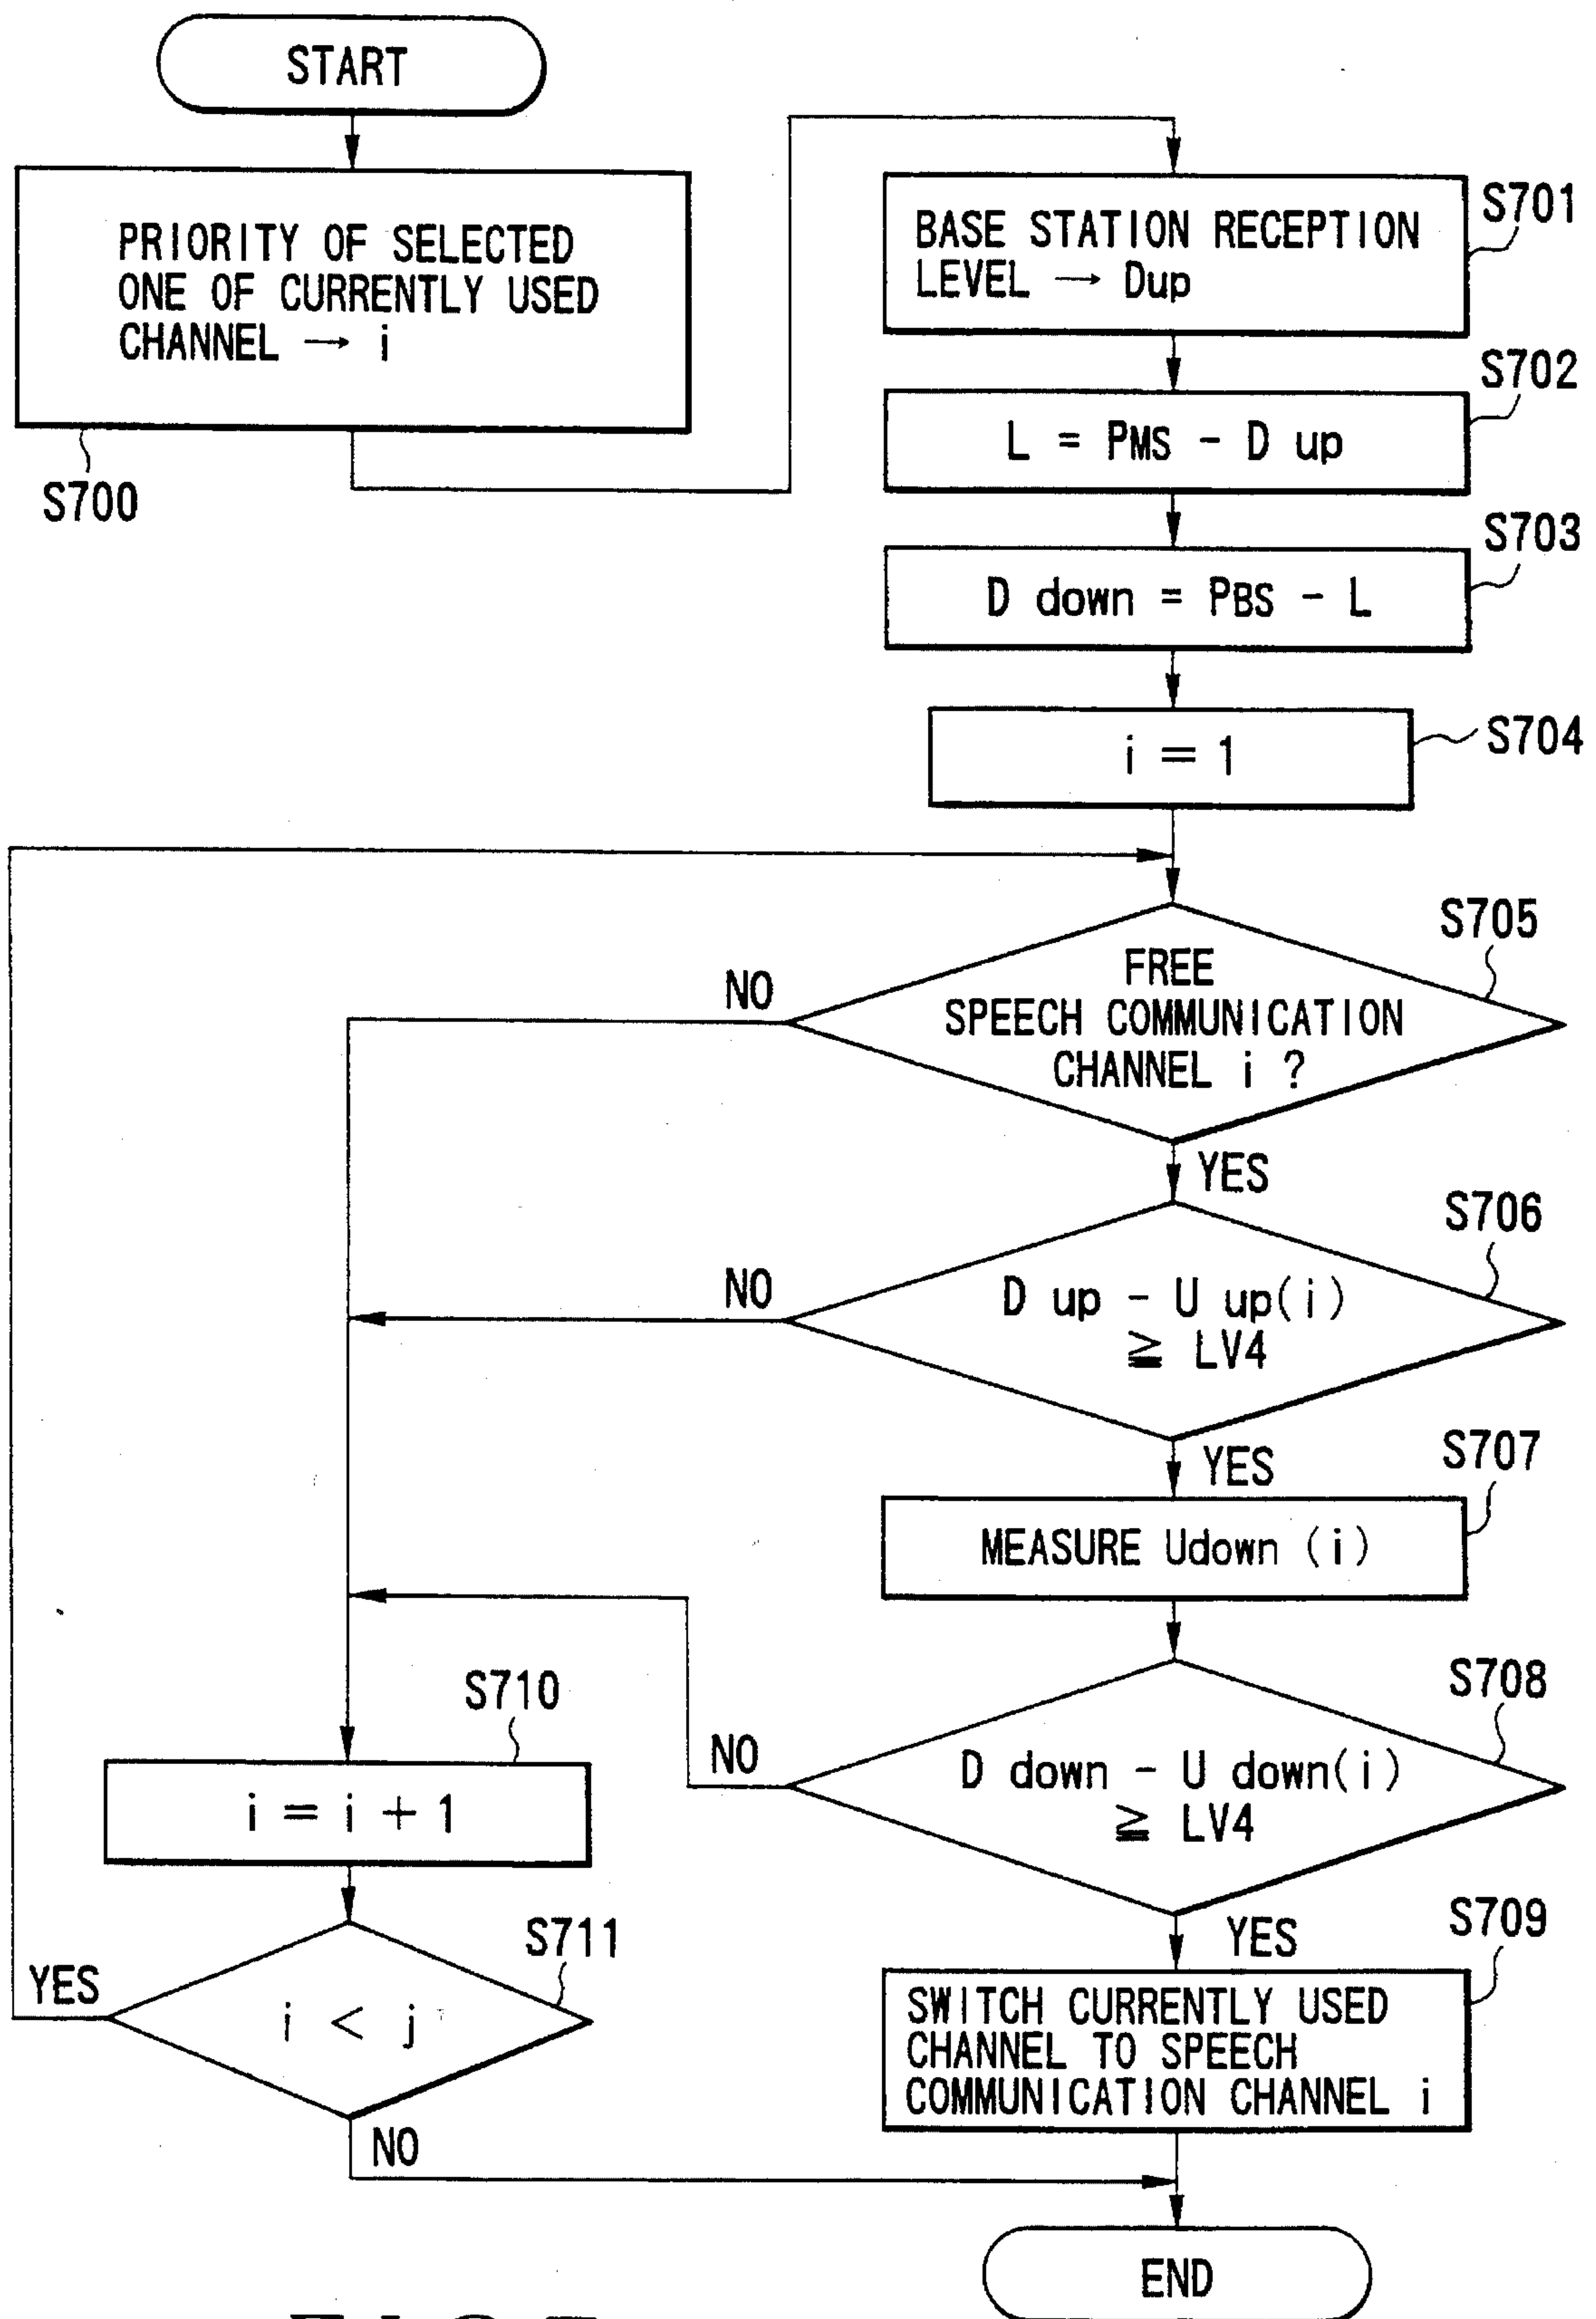 START
PRIORITY OF SELECTED
ONE OF CURRENTLY USED
CHANNEL → i
S700
BASE STATION RECEPTION
LEVEL → Dup
S701
L = PMS - D up
S702
D down = PBS - L
S703
i = 1
S704
FREE
SPEECH COMMUNICATION
CHANNEL i ?
S705
NO
YES
D up - U up(i)
≧ LV4
S706
NO
YES
MEASURE Udown (i)
S707
D down - U down(i)
≧ LV4
S708
NO
YES
SWITCH CURRENTLY USED
CHANNEL TO SPEECH
COMMUNICATION CHANNEL i
S709
i = i + 1
S710
i < j
S711
YES
NO
END